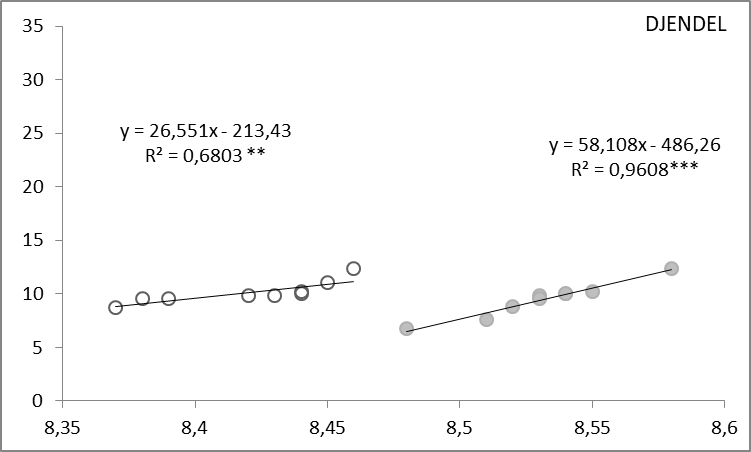 DJENDEL
35
30
25
20
15
10
5
0
y = 26,551x - 213,43
R² = 0,6803 **
y = 58,108x - 486,26
R² = 0,9608***
8,35 8,4 8,45 8,5 8,55 8,6